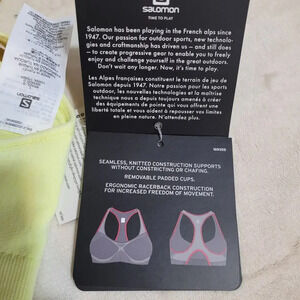 salomon
TIME TO PLAY
Salomon has been playing in the French alps since
1947. Our passion for outdoor sports, new technolo-
gies and craftmanship has driven us – and still does
– to create progressive gear to enable you to freely
enjoy and challenge yourself in the great outdoors.
Don't wait any longer. Now, it's time to play.
Les Alpes françaises constituent le terrain de jeu de
Salomon depuis 1947. Notre passion pour les sports
outdoor, les nouvelles technologies et la maîtrise
technique nous a depuis toujours amenés à créer
des équipements de pointe qui vous offrent une
liberté totale, pour vous permettre de repousser vos limites
en pleine nature. N'attendez plus.
SEAMLESS, KNITTED CONSTRUCTION SUPPORTS
WITHOUT CONSTRICTING OR CHAFING.
REMOVABLE PADDED CUPS.
ERGONOMIC RACERBACK CONSTRUCTION
FOR INCREASED FREEDOM OF MOVEMENT.
salomon